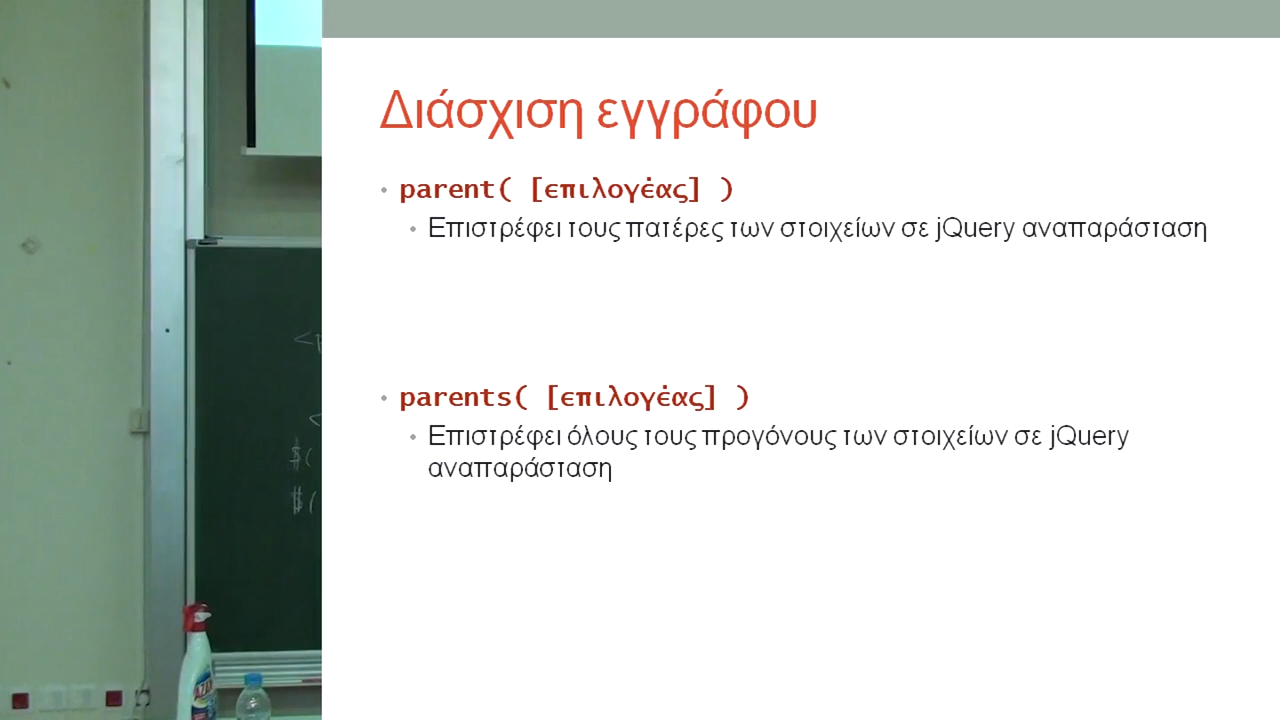 Διάσχιση εγγράφου
• parent( [επιλογέας] )
• Επιστρέφει τους πατέρες των στοιχείων σε jQuery αναπαράσταση
• parents( [επιλογέας] )
• Επιστρέφει όλους τους προγόνους των στοιχείων σε jQuery
αναπαράσταση
<
$(
$(